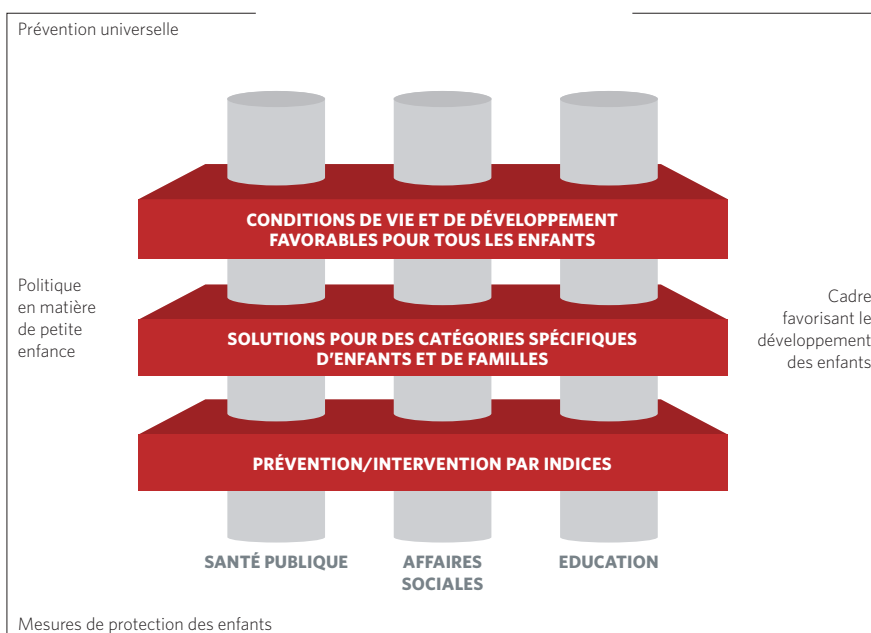 Prévention universelle
CONDITIONS DE VIE ET DE DÉVELOPPEMENT
FAVORABLES POUR TOUS LES ENFANTS
Politique
en matière
de petite
enfance
Cadre
favorisant le
développement
des enfants
SOLUTIONS POUR DES CATÉGORIES SPÉCIFIQUES
D'ENFANTS ET DE FAMILLES
PRÉVENTION/INTERVENTION PAR INDICES
SANTÉ PUBLIQUE
AFFAIRES
SOCIALES
EDUCATION
Mesures de protection des enfants